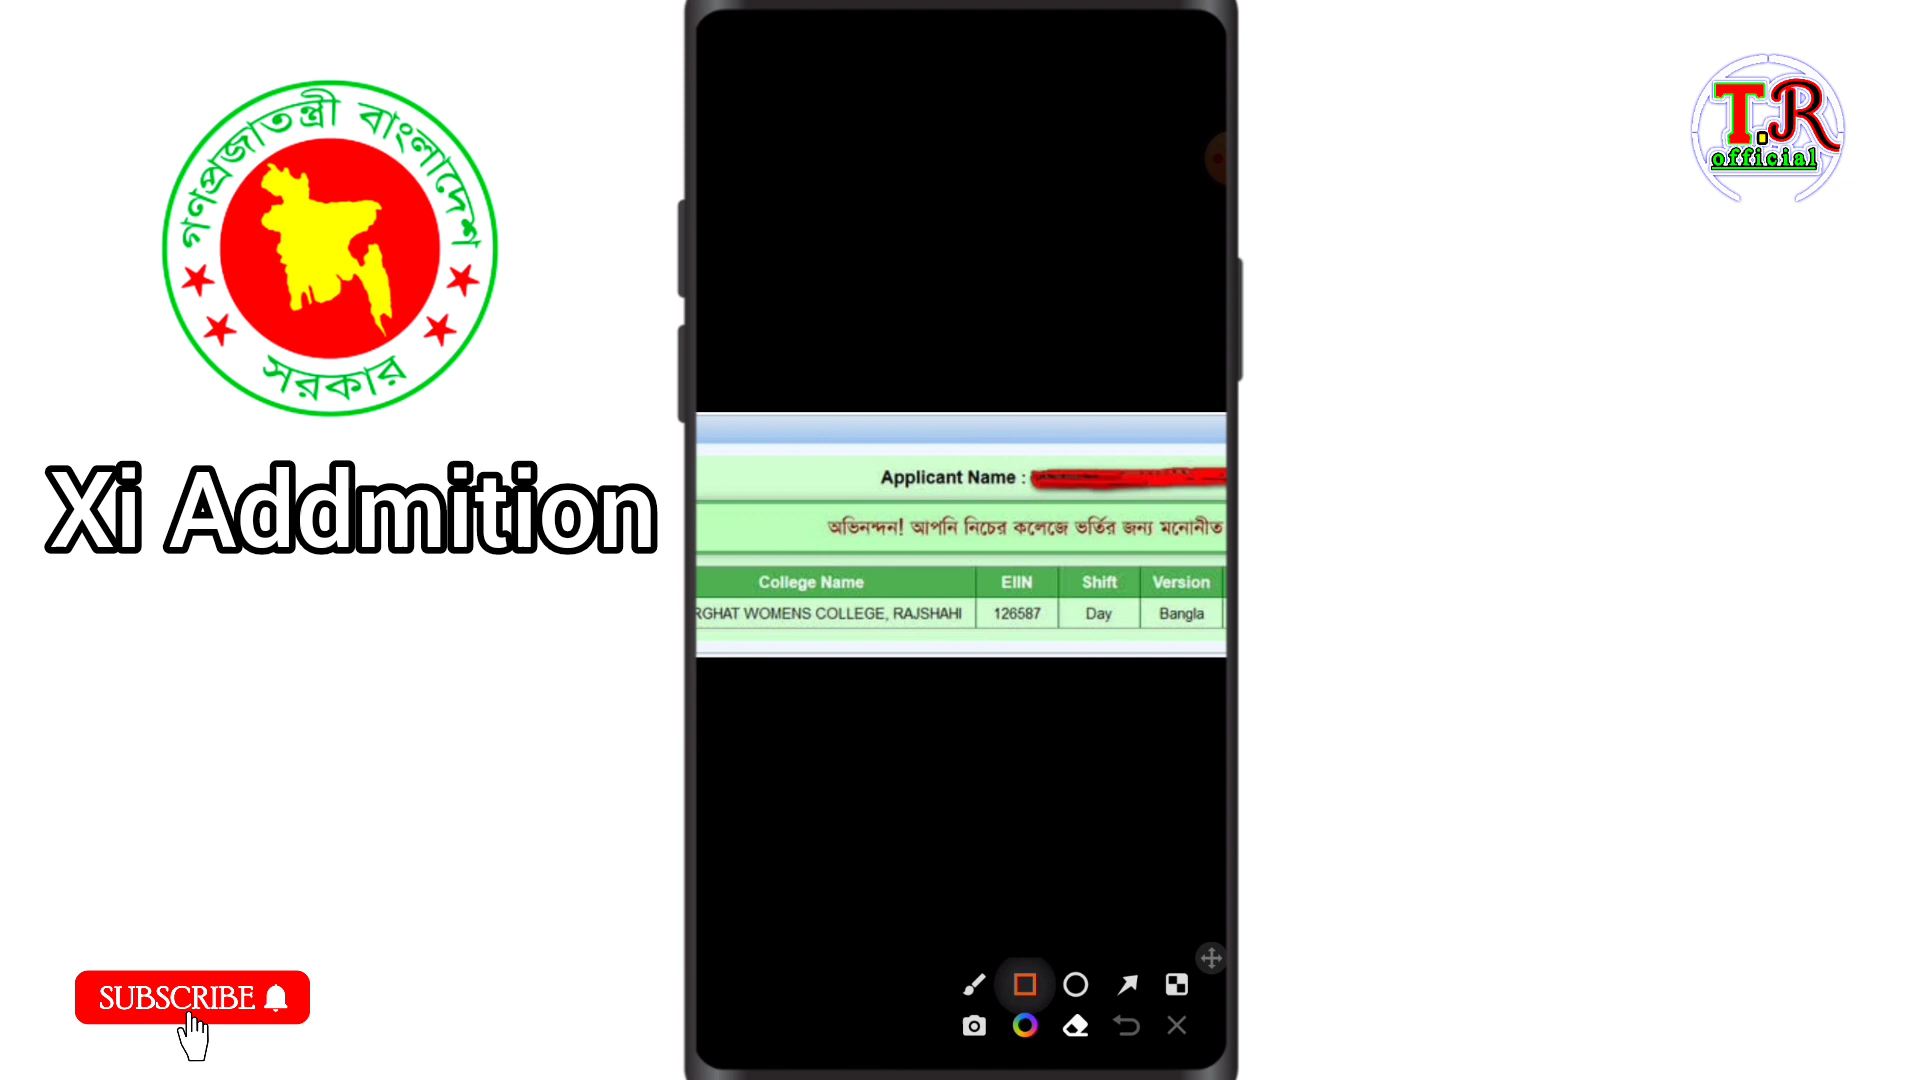 গণপ্রজাতন্ত্রী বাংলাদেশ
সরকার
Xi Addmition
SUBSCRIBE
T.R
official
Applicant Name :
অভিনন্দন! আপনি নিচের কলেজে ভর্তির জন্য মনোনীত
College Name EIIN Shift Version
RGHAT WOMENS COLLEGE, RAJSHAHI 126587 Day Bangla